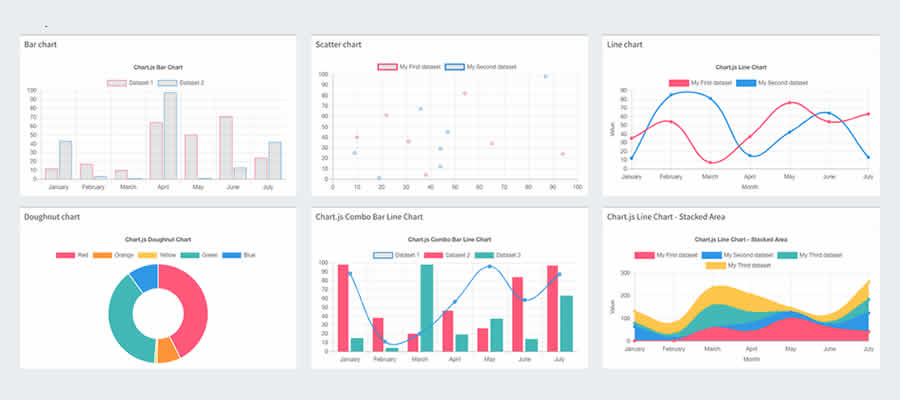 Bar chart
Chart.js Bar Chart
Dataset 1 Dataset 2
100
90
80
70
60
50
40
30
20
10
0
January February March April May June July
Scatter chart
My First dataset My Second dataset
100
90
80
70
60
50
40
30
20
10
0
0 10 20 30 40 50 60 70 80 90 100
Line chart
Chart.js Line Chart
My First dataset My Second dataset
Value
90
80
70
60
50
40
30
20
10
0
January February March April May June July
Month
Doughnut chart
Chart.js Doughnut Chart
Red Orange Yellow Green Blue
Chart.js Combo Bar Line Chart
Chart.js Combo Bar Line Chart
Dataset 1 Dataset 2 Dataset 3
100
90
80
70
60
50
40
30
20
10
0
January February March April May June July
Chart.js Line Chart - Stacked Area
Chart.js Line Chart - Stacked Area
My First dataset My Second dataset My Third dataset
My Third dataset
Value
300
200
100
0
January February March April May June July
Month